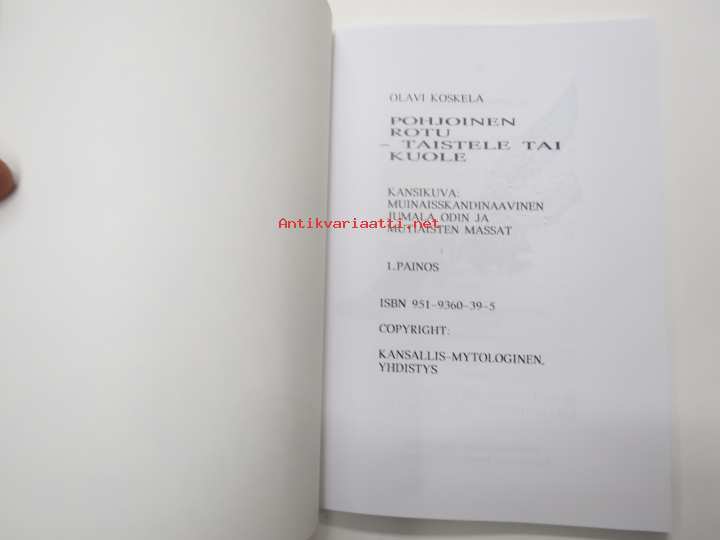 OLAVI KOSKELA
POHJOINEN
ROTU
- TAISTELE TAI
KUOLE
KANSIKUVA:
MUINAISSKANDINAAVINEN
JUMALA ODIN JA
Antikvariaatti.net
MUTIAISTEN MASSAT
1.PAINOS
ISBN 951-9360-39-5
COPYRIGHT:
KANSALLIS-MYTOLOGINEN.
YHDISTYS